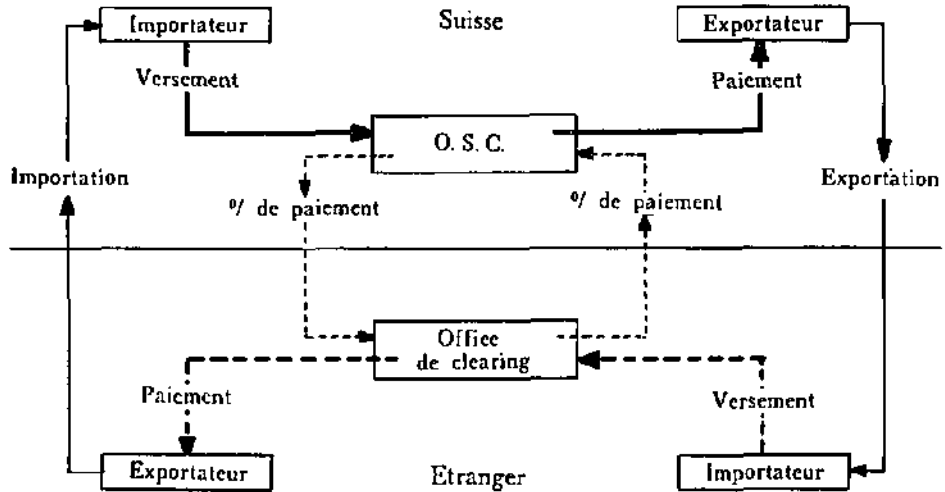 Importateur
Suisse
Exportateur
Versement
Paiement
O. S. C.
Importation
Exportation
% de paiement
% de paiement
Office
de clearing
Paiement
Versement
Exportateur
Etranger
Importateur